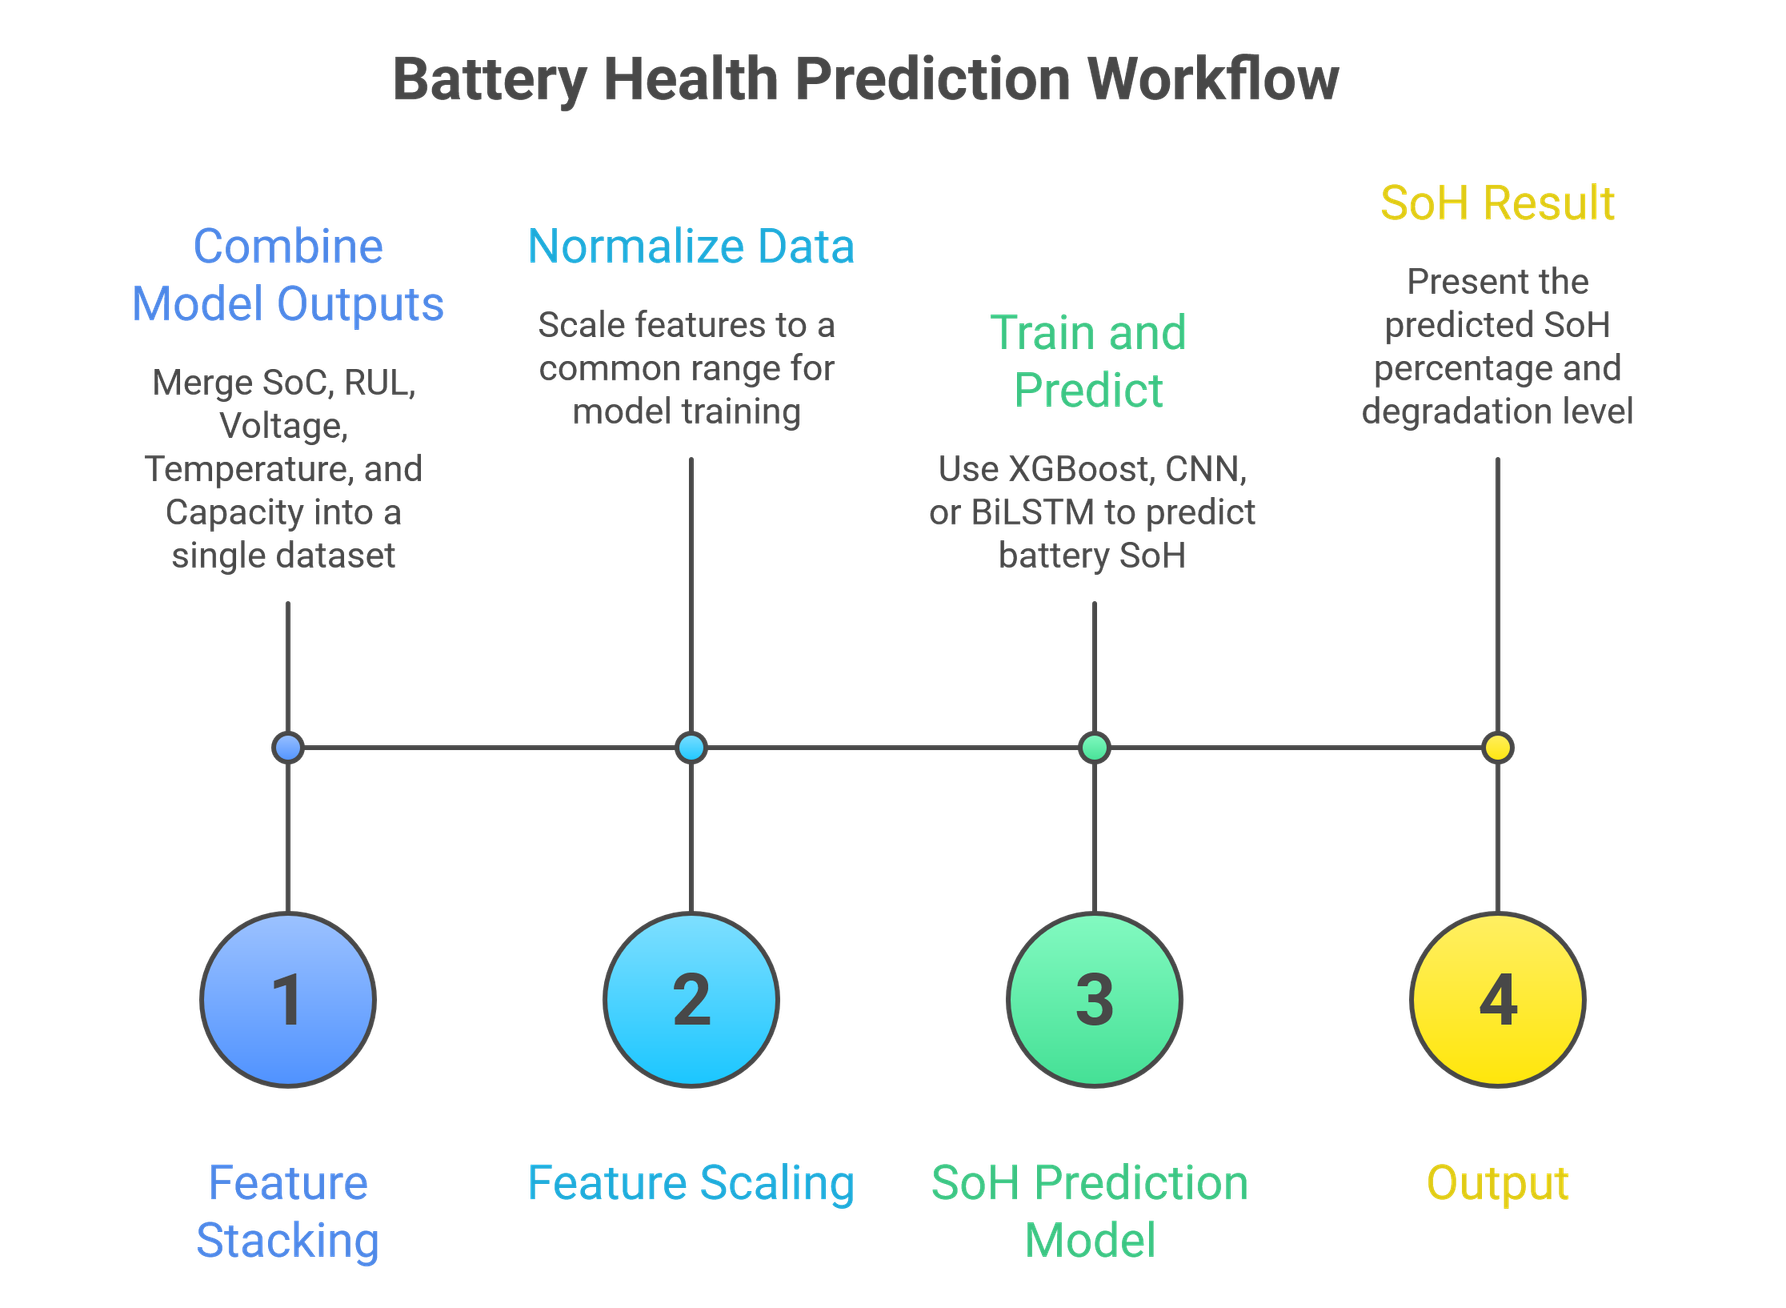 Battery Health Prediction Workflow
Combine
Model Outputs
Merge SoC, RUL,
Voltage,
Temperature, and
Capacity into a
single dataset
Normalize Data
Scale features to a
common range for
model training
Train and
Predict
Use XGBoost, CNN,
or BiLSTM to predict
battery SoH
SoH Result
Present the
predicted SoH
percentage and
degradation level
1
2
3
4
Feature
Stacking
Feature Scaling
SoH Prediction
Model
Output